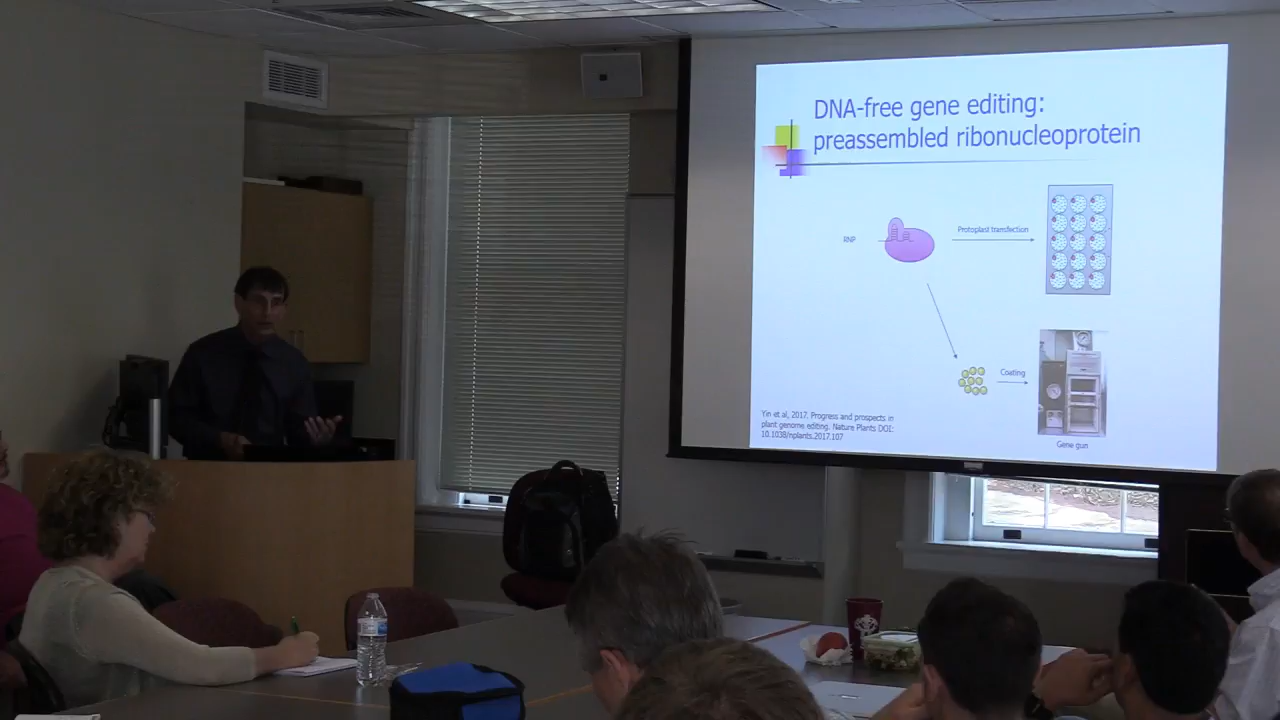 DNA-free gene editing:
preassembled ribonucleoprotein
RNP
Protoplast transfection
Coating
Gene gun
Yin et al, 2017. Progress and prospects in
plant genome editing. Nature Plants DOI:
10.1038/nplants.2017.107